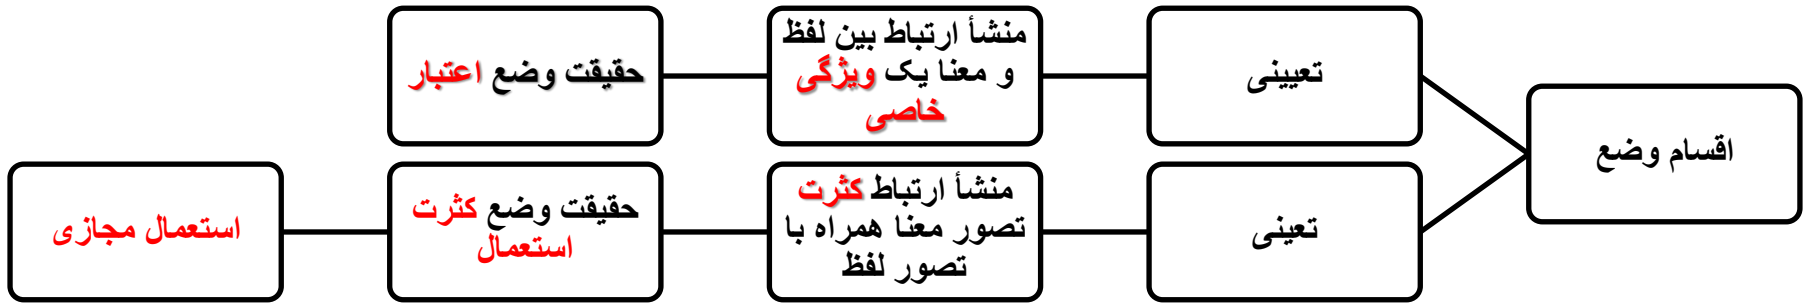 اقسام وضع
تعیینی
منشأ ارتباط بین لفظ
و معنا یک ویژگی
خاصی
حقیقت وضع اعتبار
تعینی
منشأ ارتباط کثرت
تصور معنا همراه با
تصور لفظ
حقیقت وضع کثرت
استعمال
استعمال مجازی